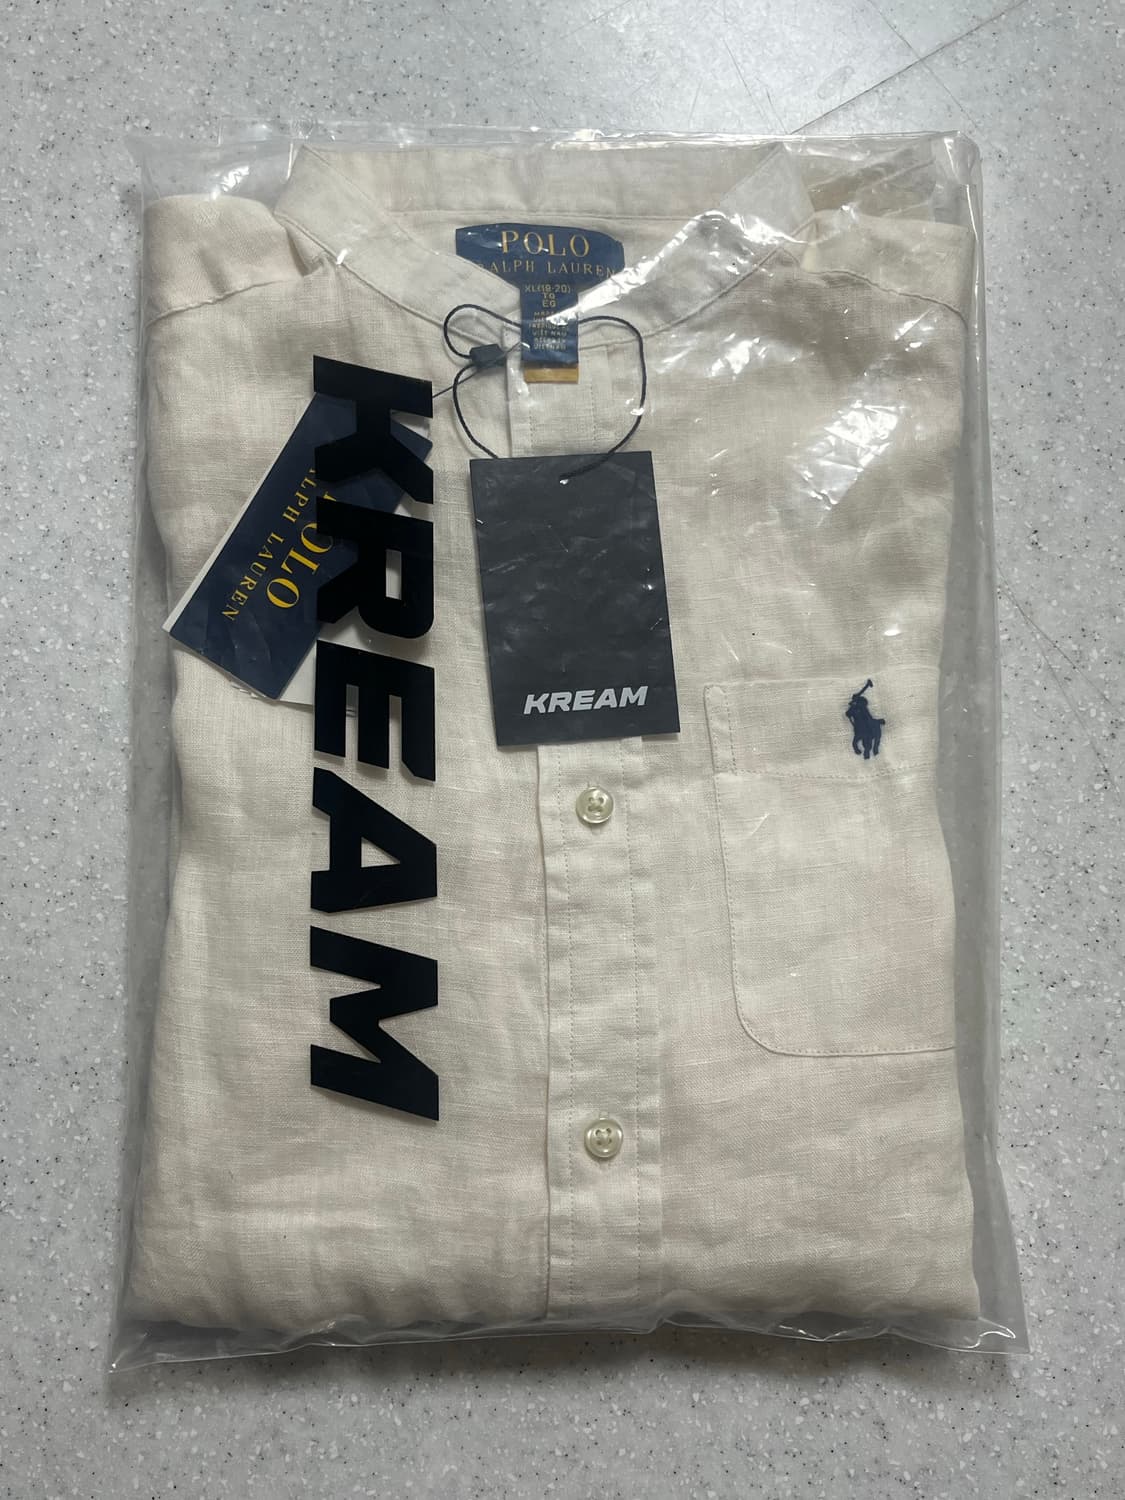 POLO
RALPH LAUREN
XL(18-20)
TG
EG
KREAM
POLO
RALPH LAUREN
KREAM